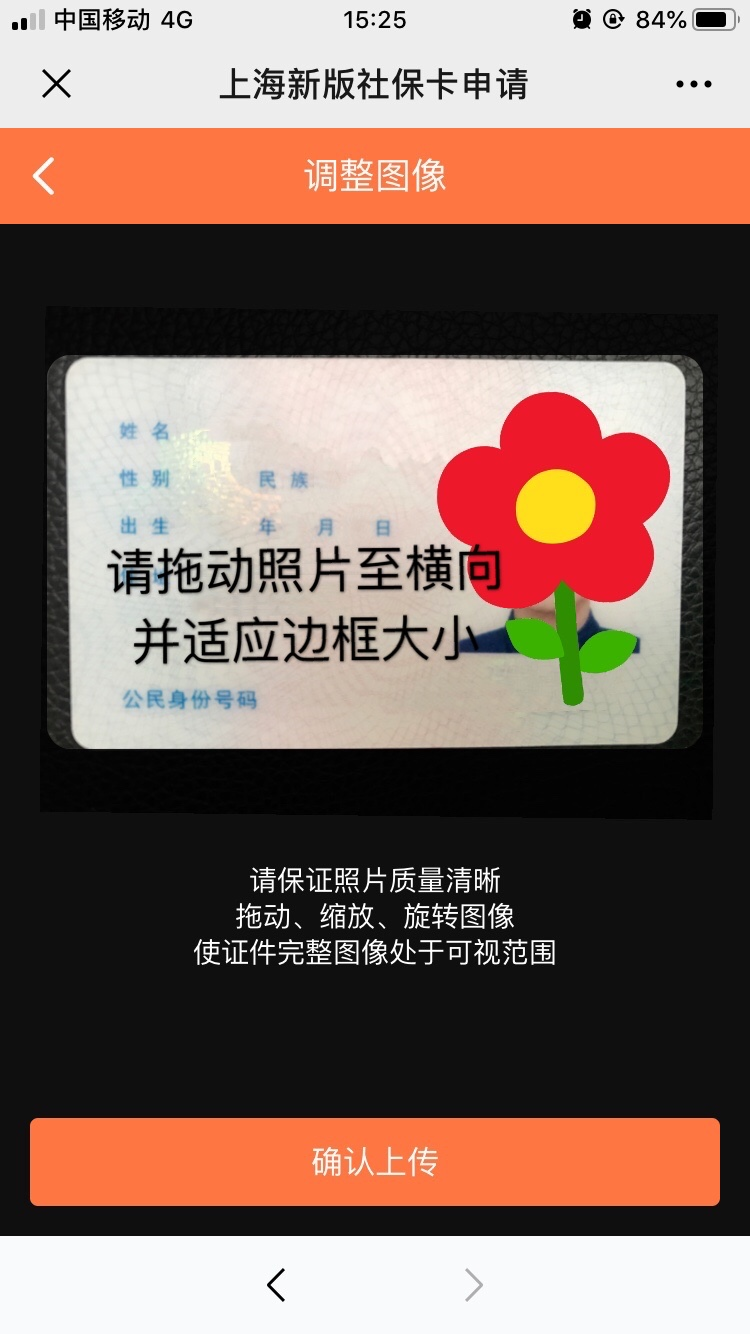 中国移动 4G 15:25 84%
上海新版社保卡申请
调整图像
姓 名
性 别 民 族
出 生 年 月 日
请拖动照片至横向
并适应边框大小
公民身份号码
请保证照片质量清晰
拖动、缩放、旋转图像
使证件完整图像处于可视范围
确认上传